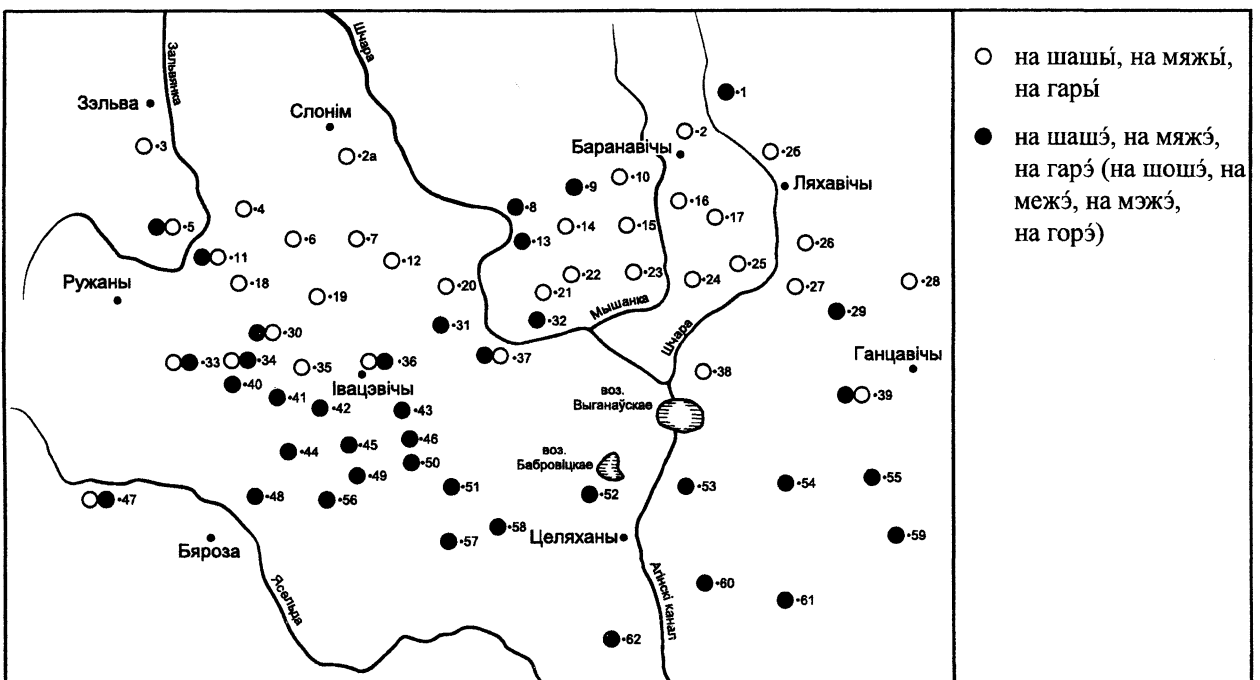 Зальвянка
Шчара
Зэльва
Слонім
•1
•2
•3
•2а
Баранавічы
•2б
•10
•9
Ляхавічы
•16
•8
•4
•17
•5
•14
•15
•6
•7
•13
•26
•11
•12
•25
•22
•23
•24
•28
Ружаны
•18
•20
•27
•19
•21
Мышанка
•29
•32
•31
•30
Шчара
•37
Ганцавічы
•33
•34
•36
•35
•38
•40
Івацэвічы
воз.
Выганаўскае
•39
•41
•42
•43
•46
•45
•44
воз.
Бабровіцкае
•50
•49
•55
•51
•53
•54
•47
•48
•56
•52
•58
Целяханы
•59
•57
Бяроза
Ясельда
Агінскі канал
•60
•61
•62
на шашы́, на мяжы́,
на гары́
на шашэ́, на мяжэ́,
на гарэ́ (на шошэ́, на
межэ́, на мэжэ́,
на горэ́)